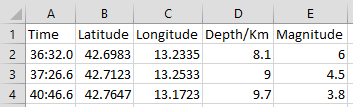 A B C D E
1 Time Latitude Longitude Depth/Km Magnitude
2 36:32.0 42.6983 13.2335 8.1 6
3 37:26.6 42.7123 13.2533 9 4.5
4 40:46.6 42.7647 13.1723 9.7 3.8